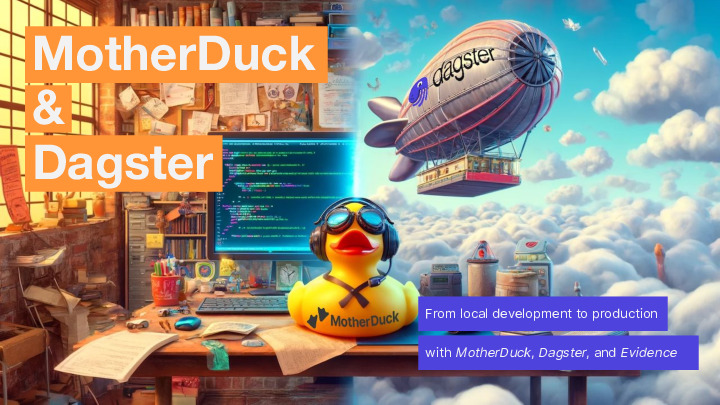 MotherDuck
&
Dagster
dagster
MotherDuck
From local development to production
with MotherDuck, Dagster, and Evidence